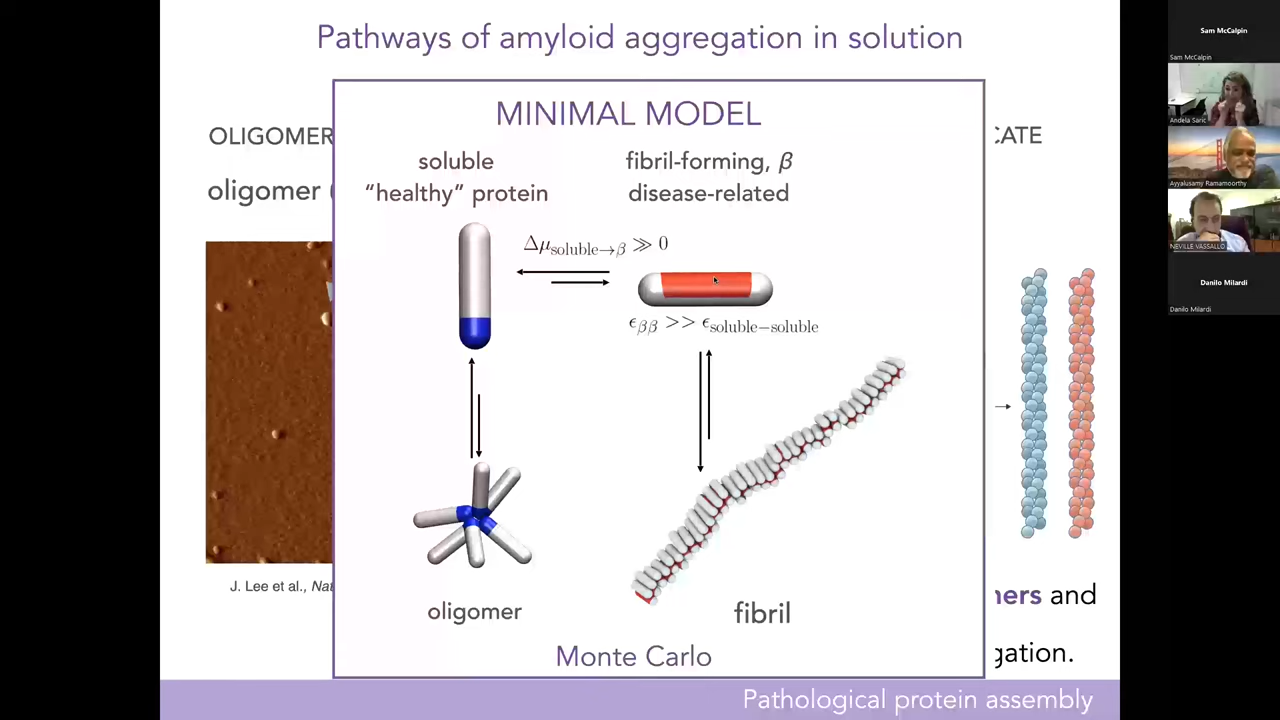 Pathways of amyloid aggregation in solution
MINIMAL MODEL
OLIGOMER
CATE
soluble
"healthy" protein
fibril-forming, β
disease-related
oligomer (
Δμsoluble→β ≫ 0
ϵββ >> ϵsoluble−soluble
J. Lee et al., Nat
oligomer
fibril
mers and
gation.
Monte Carlo
Pathological protein assembly
Sam McCalpin
Sam McCalpin
Andela Saric
Ayyalusamy Ramamoorthy
NEVILLE VASSALLO
Danilo Milardi
Danilo Milardi